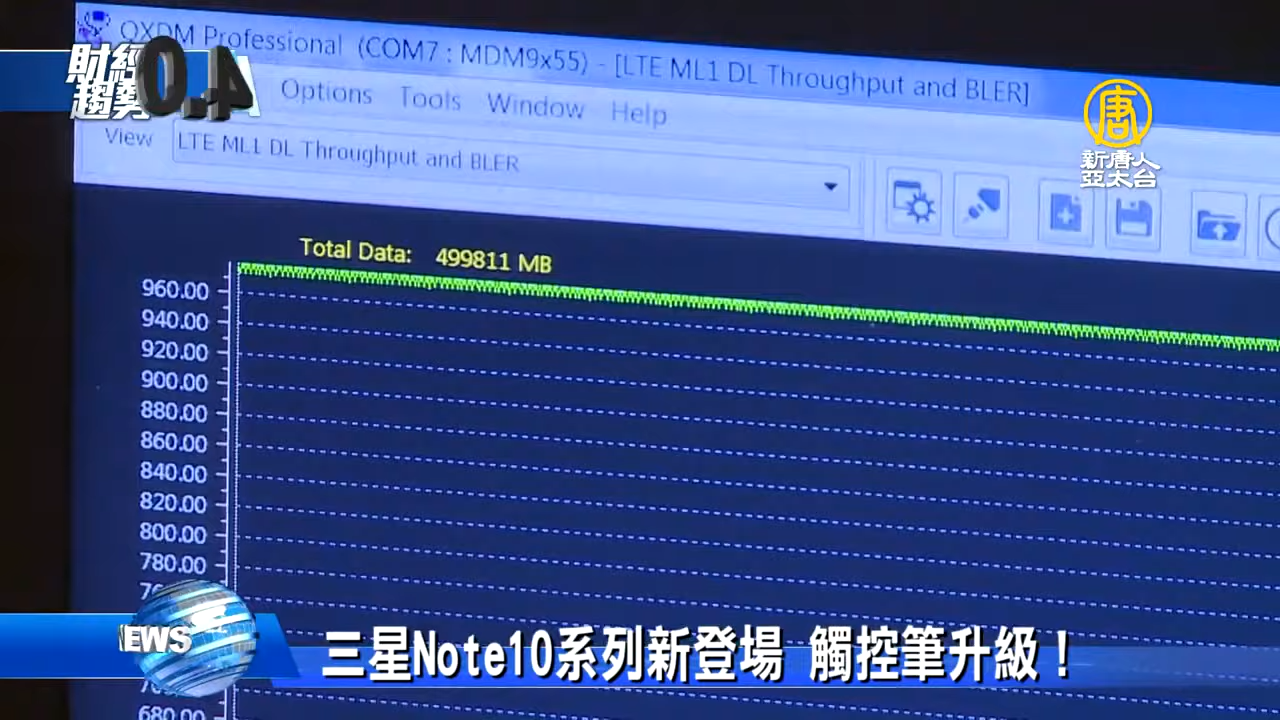 QXDM Professional (COM7 : MDM9x55) - [LTE ML1 DL Throughput and BLER]
財經趨勢4.0
Options Tools Window Help
View LTE ML1 DL Throughput and BLER
唐
新唐人
亞太台
Total Data: 499811 MB
960.00
940.00
920.00
900.00
880.00
860.00
840.00
820.00
800.00
780.00
680.00
EWS
三星Note10系列新登場 觸控筆升級！